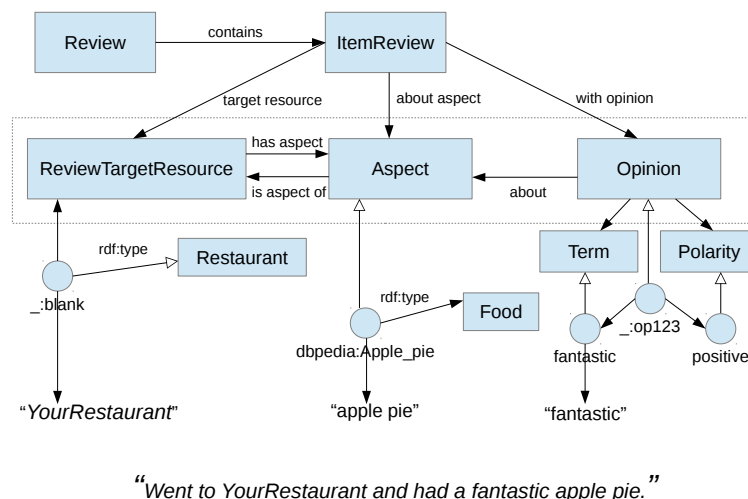 contains
Review
ItemReview
target resource
about aspect
with opinion
has aspect
ReviewTargetResource
Aspect
Opinion
is aspect of
about
rdf:type
Restaurant
Term
Polarity
_:blank
rdf:type
Food
_:op123
dbpedia:Apple_pie
fantastic
positive
“YourRestaurant”
“apple pie”
“fantastic”
“Went to YourRestaurant and had a fantastic apple pie.”